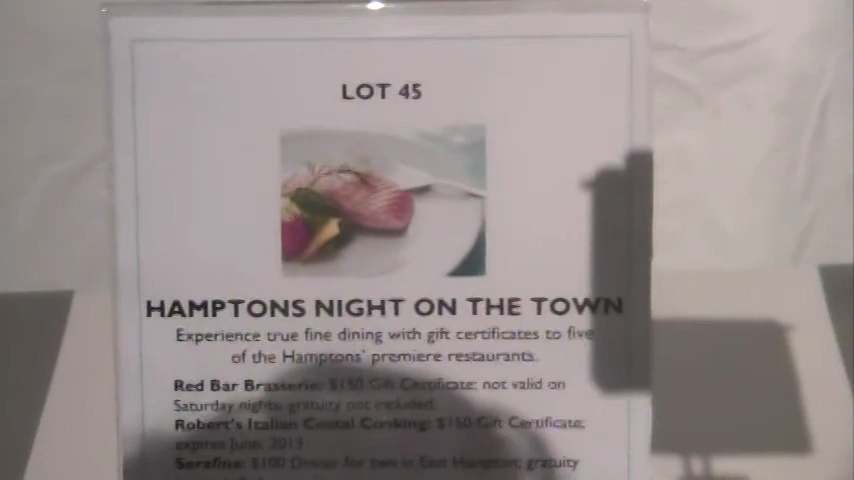 LOT 45
HAMPTONS NIGHT ON THE TOWN
Experience true fine dining with gift certificates to five
of the Hamptons' premiere restaurants.
Red Bar Brasserie: $150 Gift Certificate; not valid on
Saturday nights, gratuity not included.
Robert's Italian Costal Cooking: $150 Gift Certificate;
expires June, 2013
Serafina: $100 Dinner for two in East Hampton; gratuity